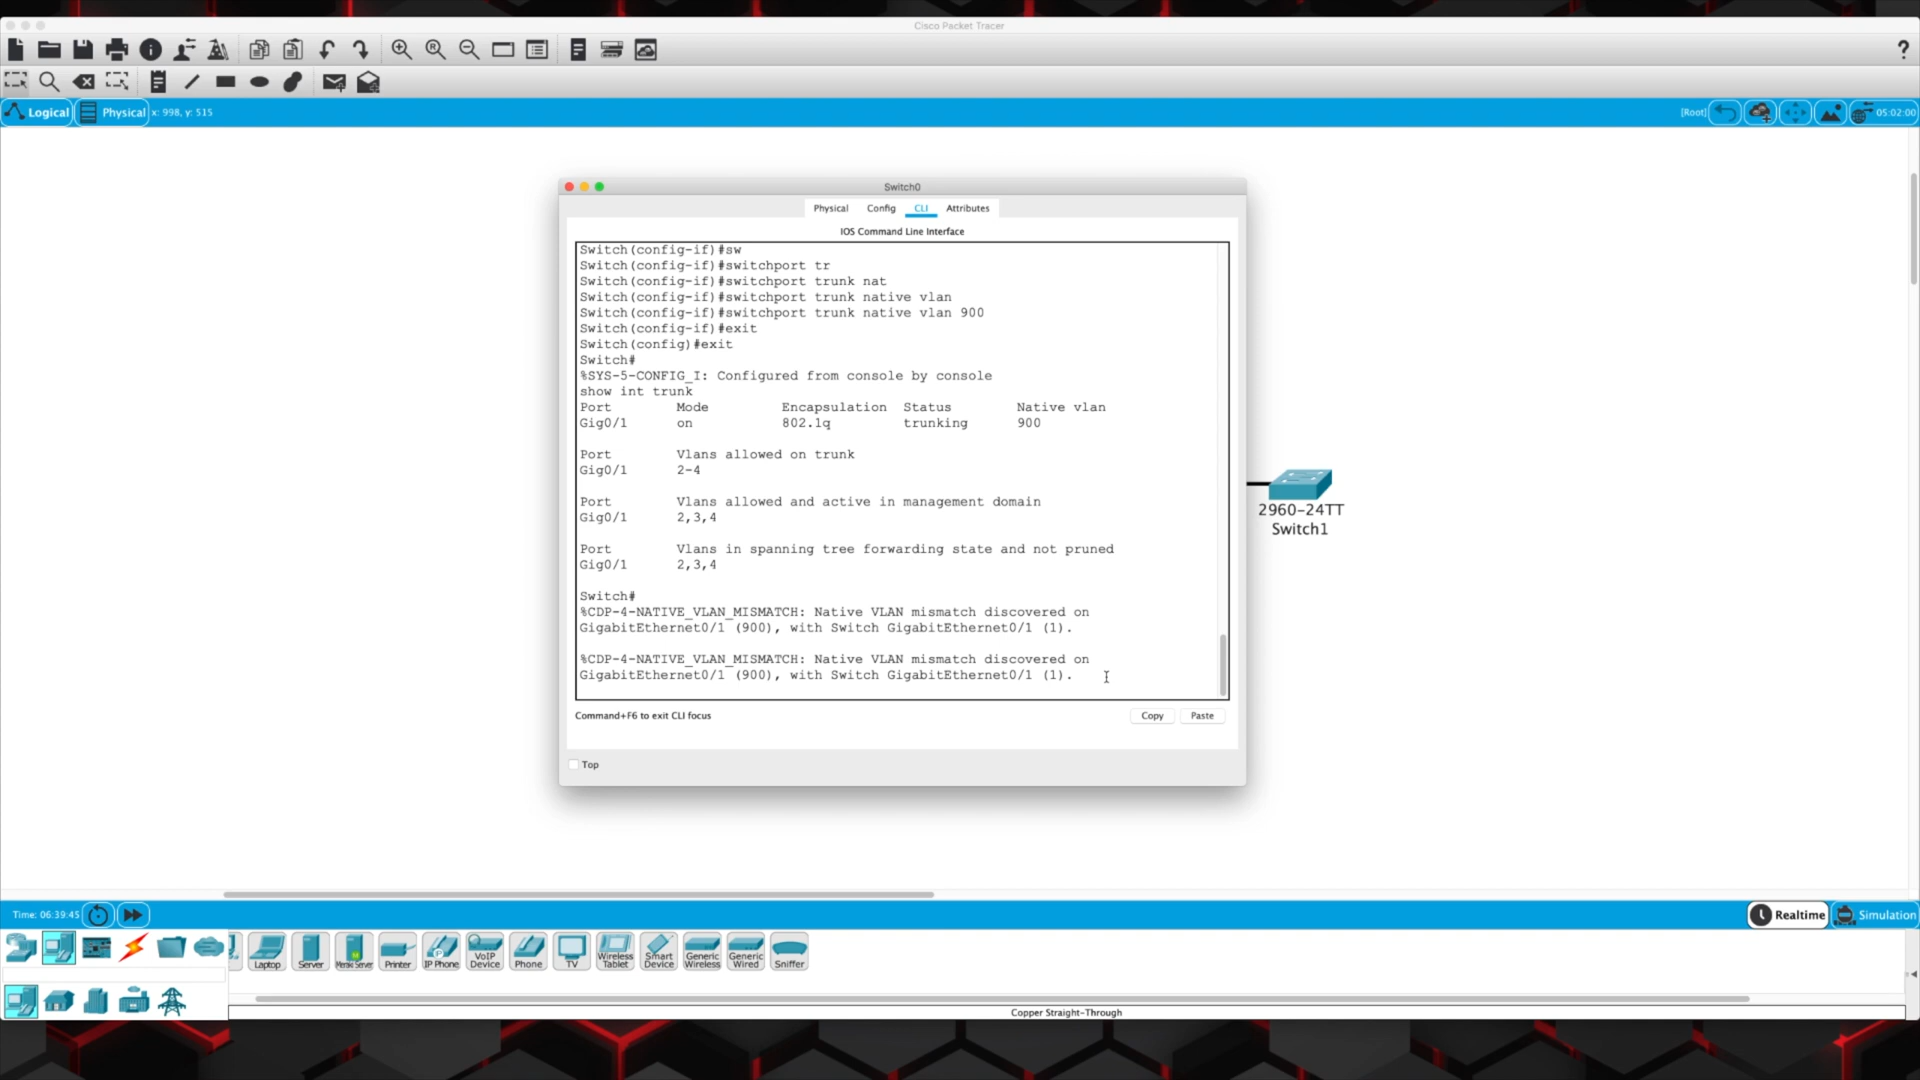 Cisco Packet Tracer
?
Logical
Physical
x: 998, y: 515
[Root]
05:02:00
Switch0
Physical
Config
CLI
Attributes
IOS Command Line Interface
Switch(config-if)#sw
Switch(config-if)#switchport tr
Switch(config-if)#switchport trunk nat
Switch(config-if)#switchport trunk native vlan
Switch(config-if)#switchport trunk native vlan 900
Switch(config-if)#exit
Switch(config)#exit
Switch#
%SYS-5-CONFIG_I: Configured from console by console
show int trunk
Port Mode Encapsulation Status Native vlan
Gig0/1 on 802.1q trunking 900
Port Vlans allowed on trunk
Gig0/1 2-4
Port Vlans allowed and active in management domain
Gig0/1 2,3,4
Port Vlans in spanning tree forwarding state and not pruned
Gig0/1 2,3,4
Switch#
%CDP-4-NATIVE_VLAN_MISMATCH: Native VLAN mismatch discovered on
GigabitEthernet0/1 (900), with Switch GigabitEthernet0/1 (1).
%CDP-4-NATIVE_VLAN_MISMATCH: Native VLAN mismatch discovered on
GigabitEthernet0/1 (900), with Switch GigabitEthernet0/1 (1).
Command+F6 to exit CLI focus
Copy
Paste
Top
2960-24TT
Switch1
Time: 06:39:45
Realtime
Simulation
Laptop
Server
Meraki Server
Printer
IP Phone
VoIP
Device
Phone
TV
Wireless
Tablet
Smart
Device
Generic
Wireless
Generic
Wired
Sniffer
Copper Straight-Through